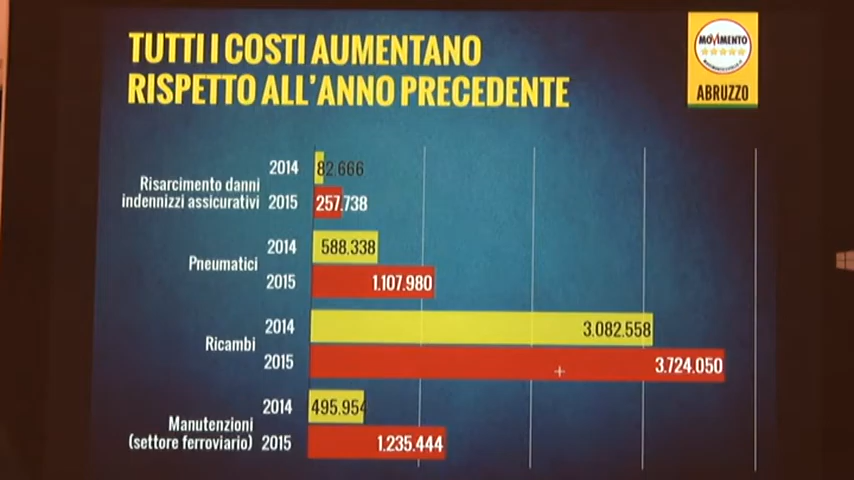 TUTTI I COSTI AUMENTANO
RISPETTO ALL'ANNO PRECEDENTE
MOVIMENTO
ABRUZZO
Risarcimento danni
indennizzi assicurativi
2014
82.666
2015
257.738
Pneumatici
2014
588.338
2015
1.107.980
Ricambi
2014
3.082.558
2015
3.724.050
Manutenzioni
(settore ferroviario)
2014
495.954
2015
1.235.444